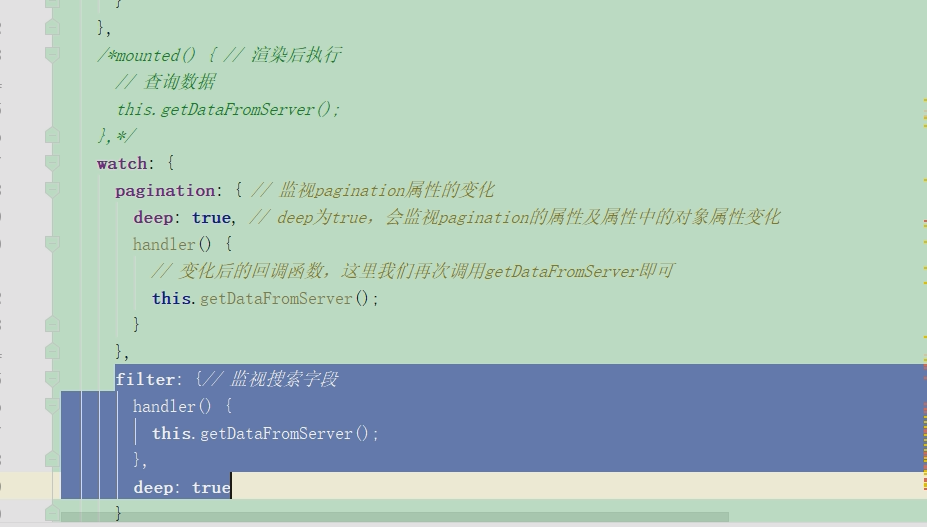 }
},
/*mounted() { // 渲染后执行
// 查询数据
this.getDataFromServer();
},*/
watch: {
pagination: { // 监视pagination属性的变化
deep: true, // deep为true，会监视pagination的属性及属性中的对象属性变化
handler() {
// 变化后的回调函数，这里我们再次调用getDataFromServer即可
this.getDataFromServer();
}
},
filter: {// 监视搜索字段
handler() {
this.getDataFromServer();
},
deep: true
}